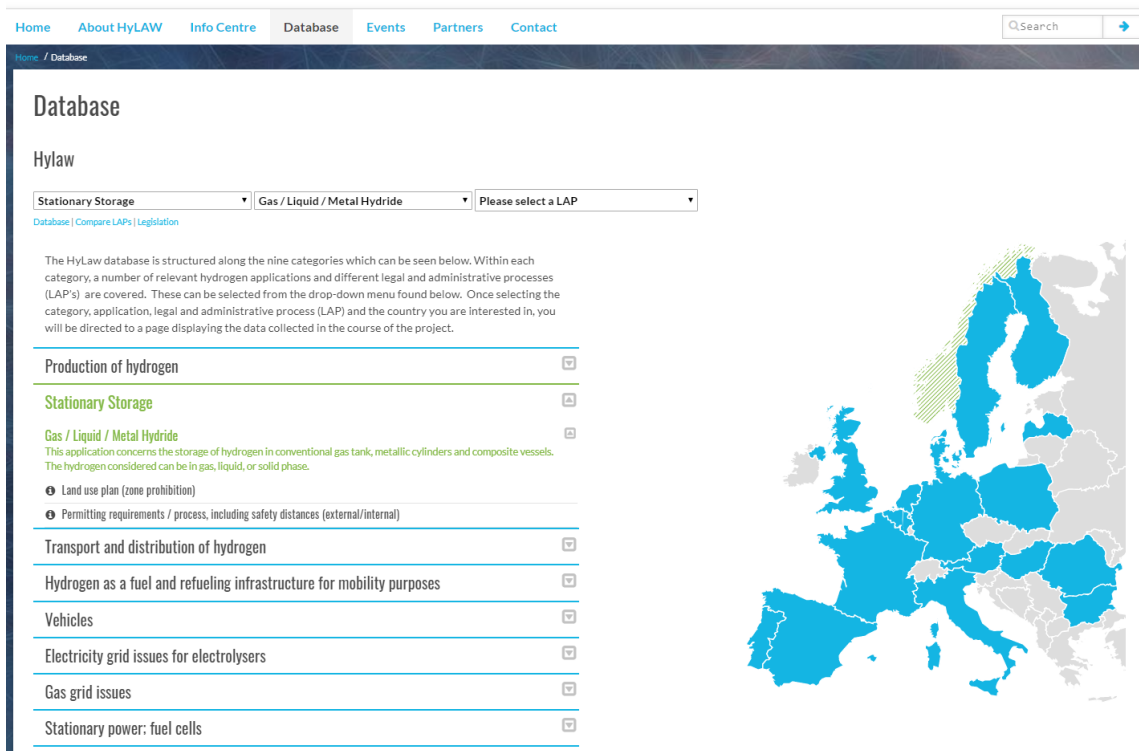 Home About HyLAW Info Centre Database Events Partners Contact Search
Home / Database
Database
Hylaw
Stationary Storage Gas / Liquid / Metal Hydride Please select a LAP
Database | Compare LAPs | Legislation
The HyLaw database is structured along the nine categories which can be seen below. Within each
category, a number of relevant hydrogen applications and different legal and administrative processes
(LAP's) are covered. These can be selected from the drop-down menu found below. Once selecting the
category, application, legal and administrative process (LAP) and the country you are interested in, you
will be directed to a page displaying the data collected in the course of the project.
Production of hydrogen
Stationary Storage
Gas / Liquid / Metal Hydride
This application concerns the storage of hydrogen in conventional gas tank, metallic cylinders and composite vessels.
The hydrogen considered can be in gas, liquid, or solid phase.
Land use plan (zone prohibition)
Permitting requirements / process, including safety distances (external/internal)
Transport and distribution of hydrogen
Hydrogen as a fuel and refueling infrastructure for mobility purposes
Vehicles
Electricity grid issues for electrolysers
Gas grid issues
Stationary power; fuel cells